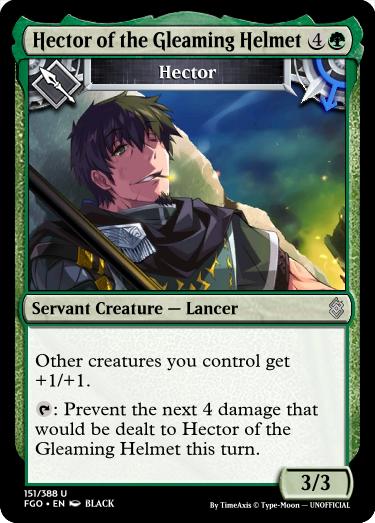 Hector of the Gleaming Helmet 4
Hector
Servant Creature — Lancer
Other creatures you control get
+1/+1.
: Prevent the next 4 damage that
would be dealt to Hector of the
Gleaming Helmet this turn.
3/3
151/388 U
FGO • EN BLACK
By TimeAxis © Type-Moon — UNOFFICIAL